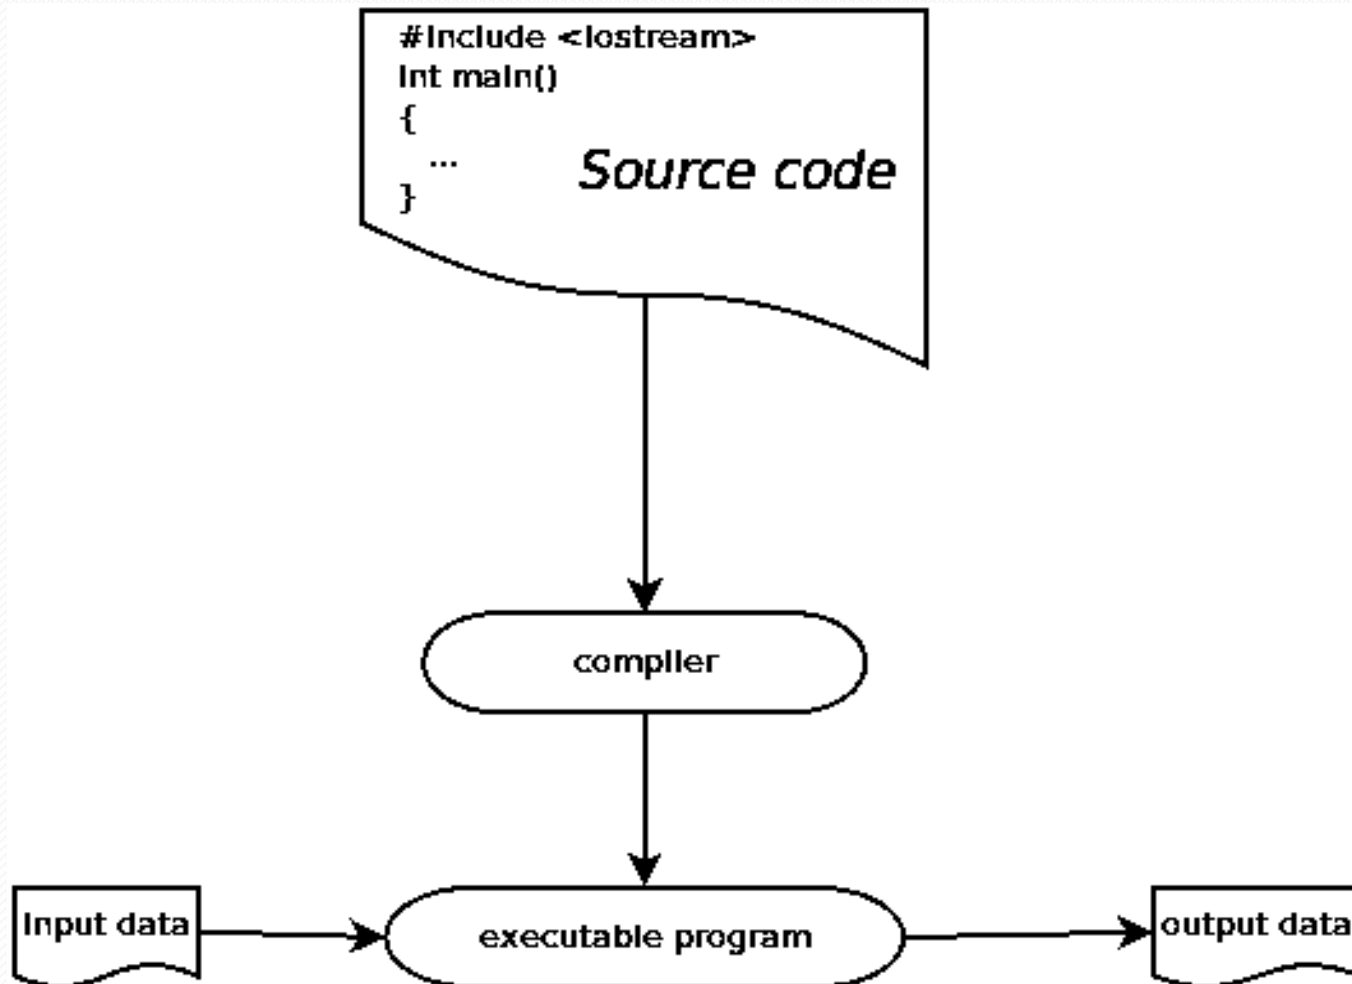 #include <iostream>
int main()
{
...
}
Source code
compiler
input data
executable program
output data